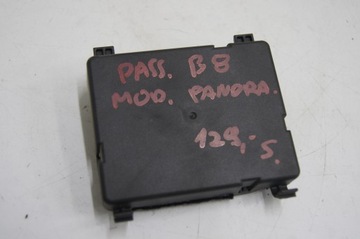 PASS. B8
MOD. PANORA.
129,-
S.